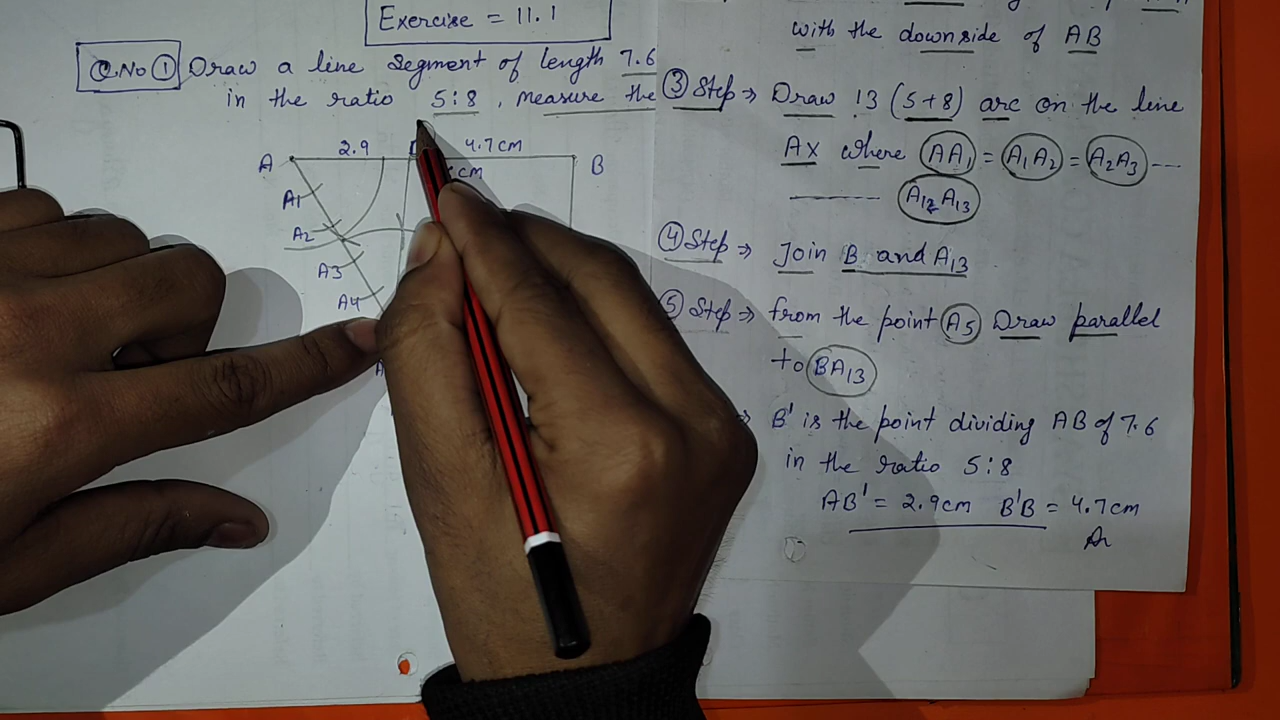 Exercise = 11.1
Q.No ① Draw a line segment of length 7.6
in the ratio 5:8, measure the
A 2.9 4.7cm B
cm
A1
A2
A3
A4
A
with the downside of AB
③ Step ⇒ Draw 13 (5+8) arc on the line
AX where AA1 = A1A2 = A2A3 ----
------- A12 A13
④ Step ⇒ Join B and A13
⑤ Step ⇒ from the point A5 Draw parallel
to BA13
B' is the point dividing AB of 7.6
in the ratio 5:8
AB' = 2.9cm B'B = 4.7cm